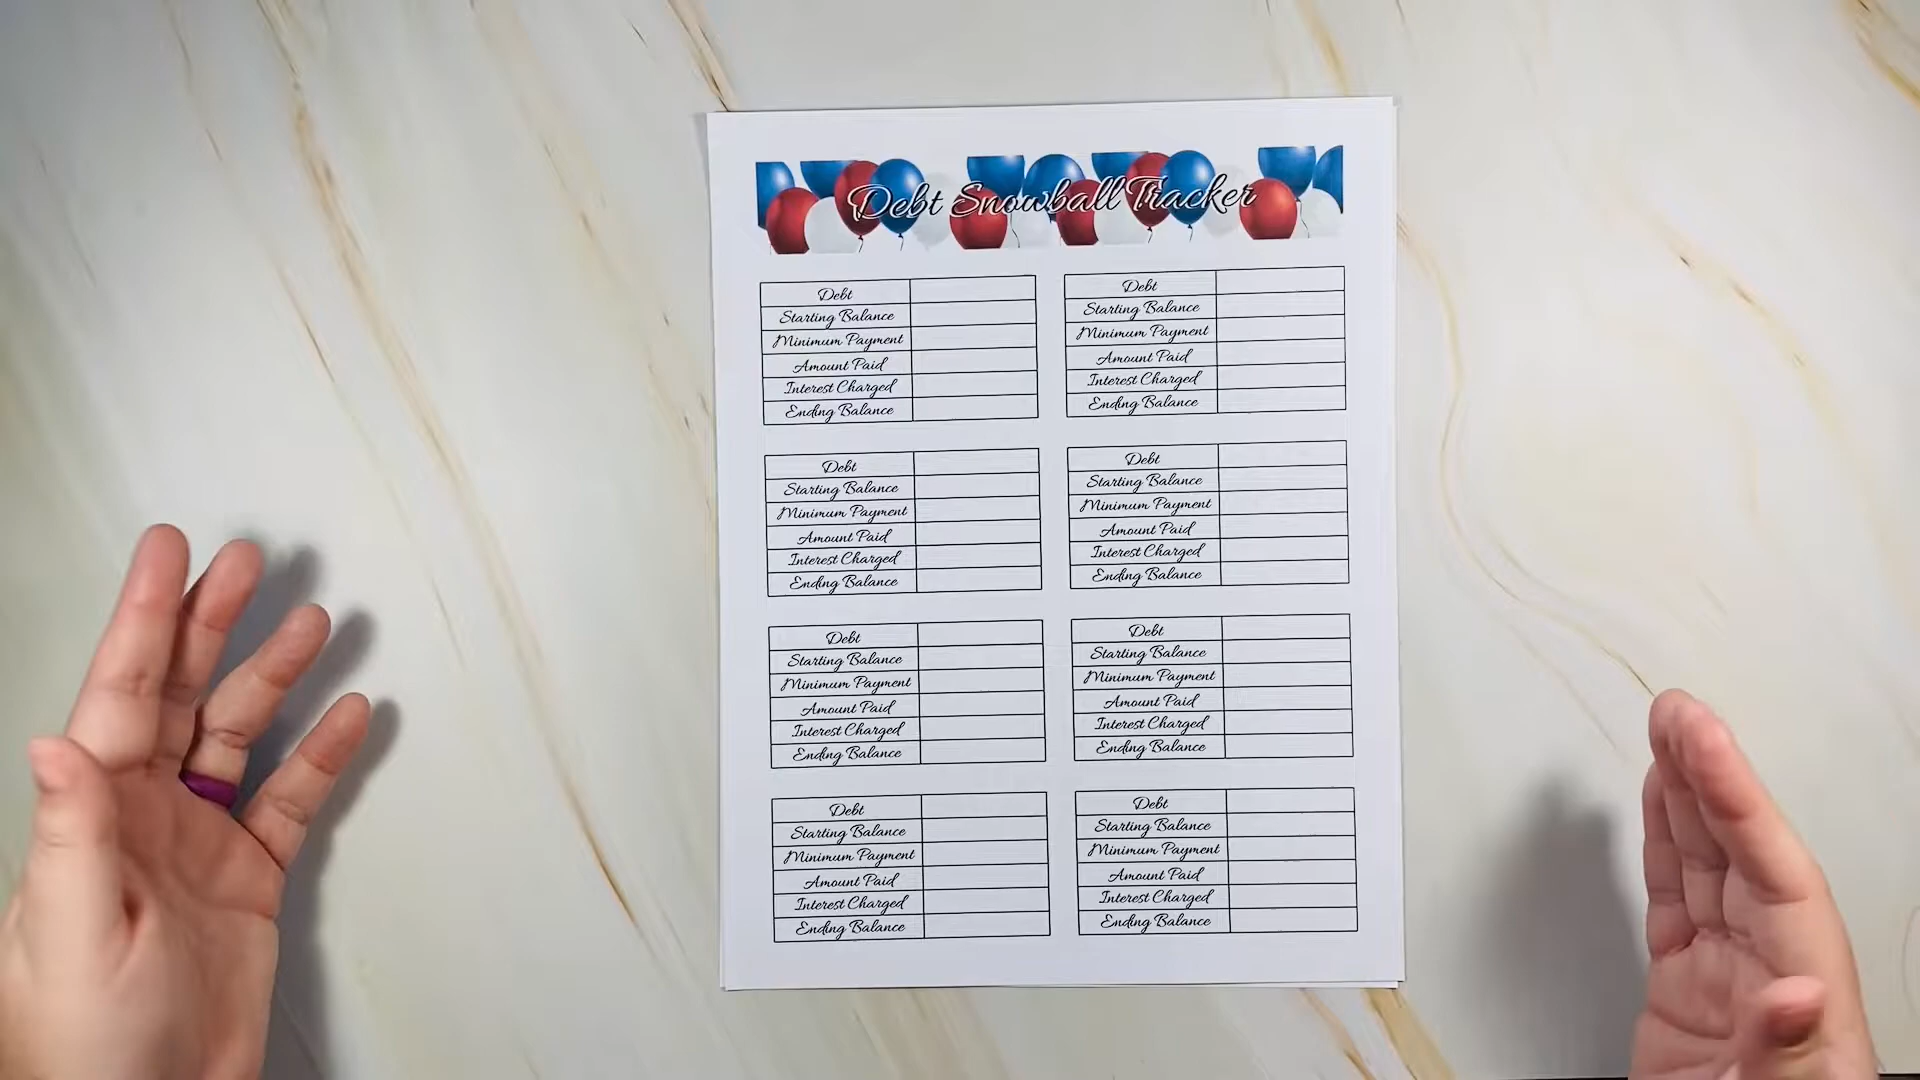 Debt Snowball Tracker
Debt
Starting Balance
Minimum Payment
Amount Paid
Interest Charged
Ending Balance
Debt
Starting Balance
Minimum Payment
Amount Paid
Interest Charged
Ending Balance
Debt
Starting Balance
Minimum Payment
Amount Paid
Interest Charged
Ending Balance
Debt
Starting Balance
Minimum Payment
Amount Paid
Interest Charged
Ending Balance
Debt
Starting Balance
Minimum Payment
Amount Paid
Interest Charged
Ending Balance
Debt
Starting Balance
Minimum Payment
Amount Paid
Interest Charged
Ending Balance
Debt
Starting Balance
Minimum Payment
Amount Paid
Interest Charged
Ending Balance
Debt
Starting Balance
Minimum Payment
Amount Paid
Interest Charged
Ending Balance